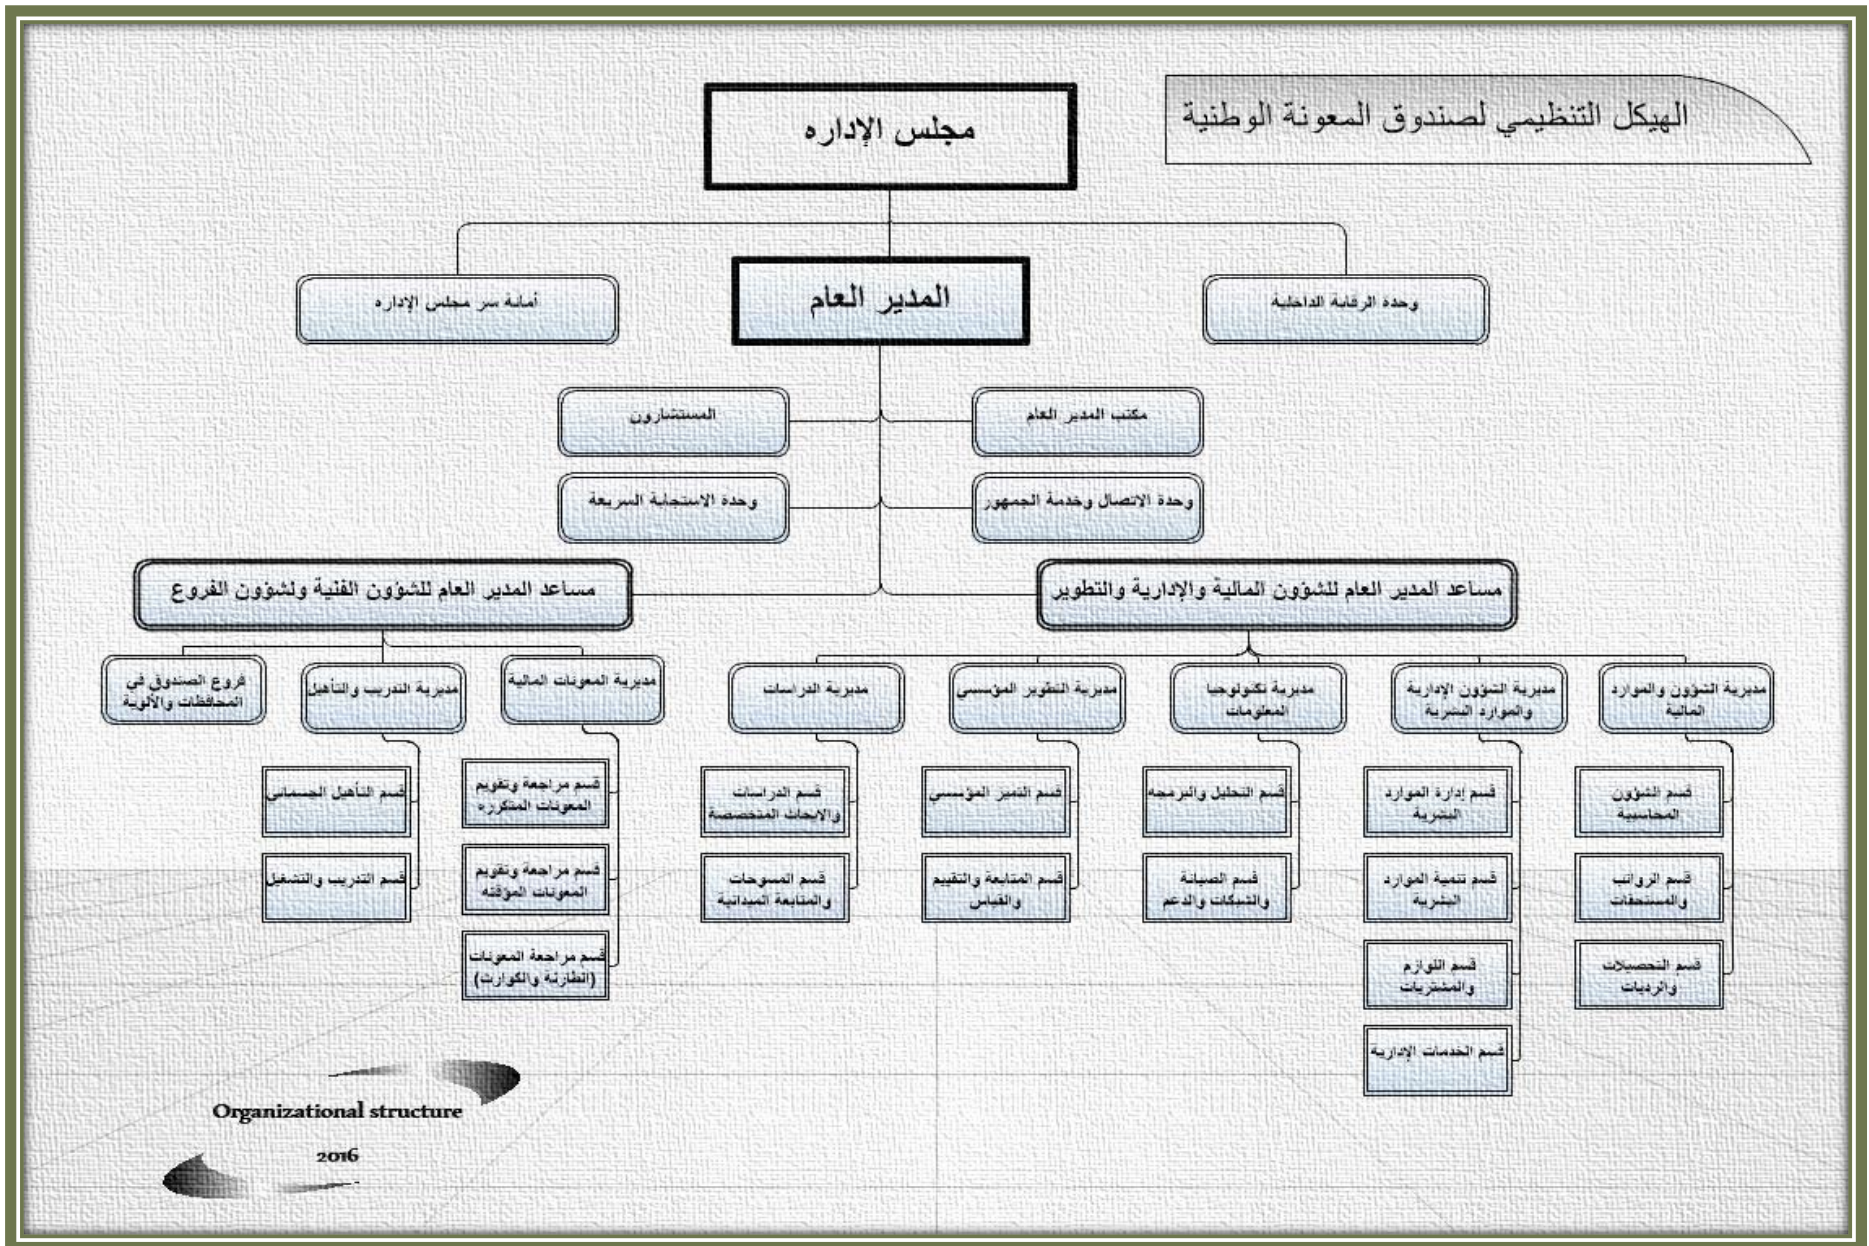 الهيكل التنظيمي لصندوق المعونة الوطنية
مجلس الإداره
وحدة الرقابة الداخلية
المدير العام
أمانة سر مجلس الإداره
مكتب المدير العام
المستشارون
وحدة الاتصال وخدمة الجمهور
وحدة الاستجابة السريعة
مساعد المدير العام للشؤون المالية والإدارية والتطوير
مساعد المدير العام للشؤون الفنية ولشؤون الفروع
مديرية الشؤون والموارد
المالية
مديرية الشؤون الإدارية
والموارد البشرية
مديرية تكنولوجيا
المعلومات
مديرية التطوير المؤسسي
مديرية الدراسات
مديرية المعونات المالية
مديرية التدريب والتأهيل
فروع الصندوق في
المحافظات والألوية
قسم الشؤون
المحاسبية
قسم الرواتب
والمستحقات
قسم التحصيلات
والرديات
قسم إدارة الموارد
البشرية
قسم تنمية الموارد
البشرية
قسم اللوازم
والمشتريات
قسم الخدمات الإدارية
قسم التحليل والبرمجه
قسم الصيانة
والشبكات والدعم
قسم التميز المؤسسي
قسم المتابعة والتقييم
والقياس
قسم الدراسات
والابحاث المتخصصة
قسم المسوحات
والمتابعة الميدانية
قسم مراجعة وتقويم
المعونات المتكرره
قسم مراجعة وتقويم
المعونات المؤقته
قسم مراجعة المعونات
(الطارئة والكوارث)
قسم التأهيل الجسماني
قسم التدريب والتشغيل
Organizational structure
2016